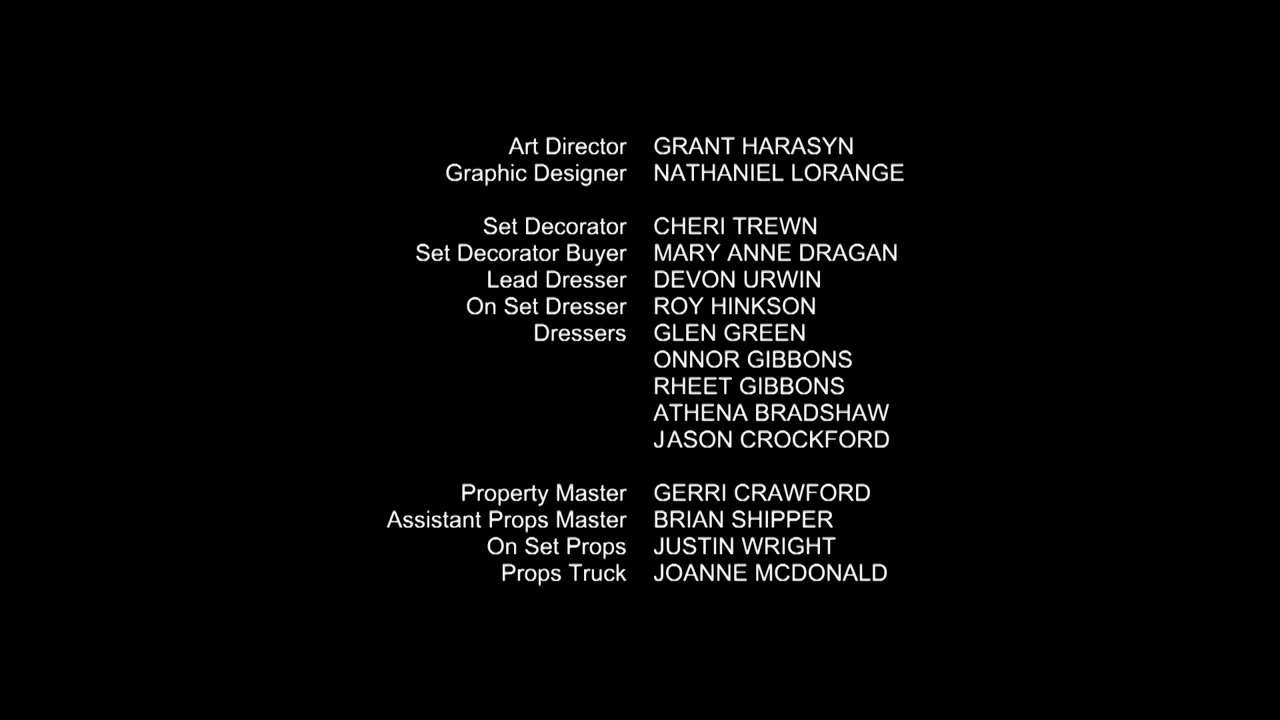 Art Director GRANT HARASYN
Graphic Designer NATHANIEL LORANGE
Set Decorator CHERI TREWN
Set Decorator Buyer MARY ANNE DRAGAN
Lead Dresser DEVON URWIN
On Set Dresser ROY HINKSON
Dressers GLEN GREEN
ONNOR GIBBONS
RHEET GIBBONS
ATHENA BRADSHAW
JASON CROCKFORD
Property Master GERRI CRAWFORD
Assistant Props Master BRIAN SHIPPER
On Set Props JUSTIN WRIGHT
Props Truck JOANNE MCDONALD